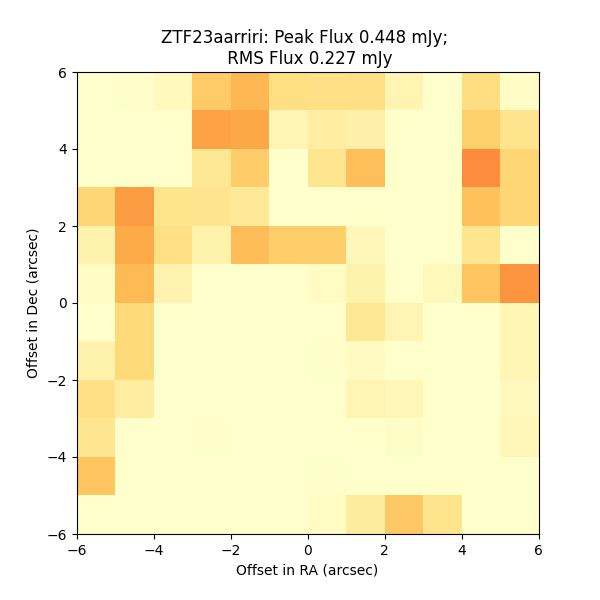 ZTF23aarriri: Peak Flux 0.448 mJy;
RMS Flux 0.227 mJy
6
4
2
0
−2
−4
−6
Offset in Dec (arcsec)
−6 −4 −2 0 2 4 6
Offset in RA (arcsec)